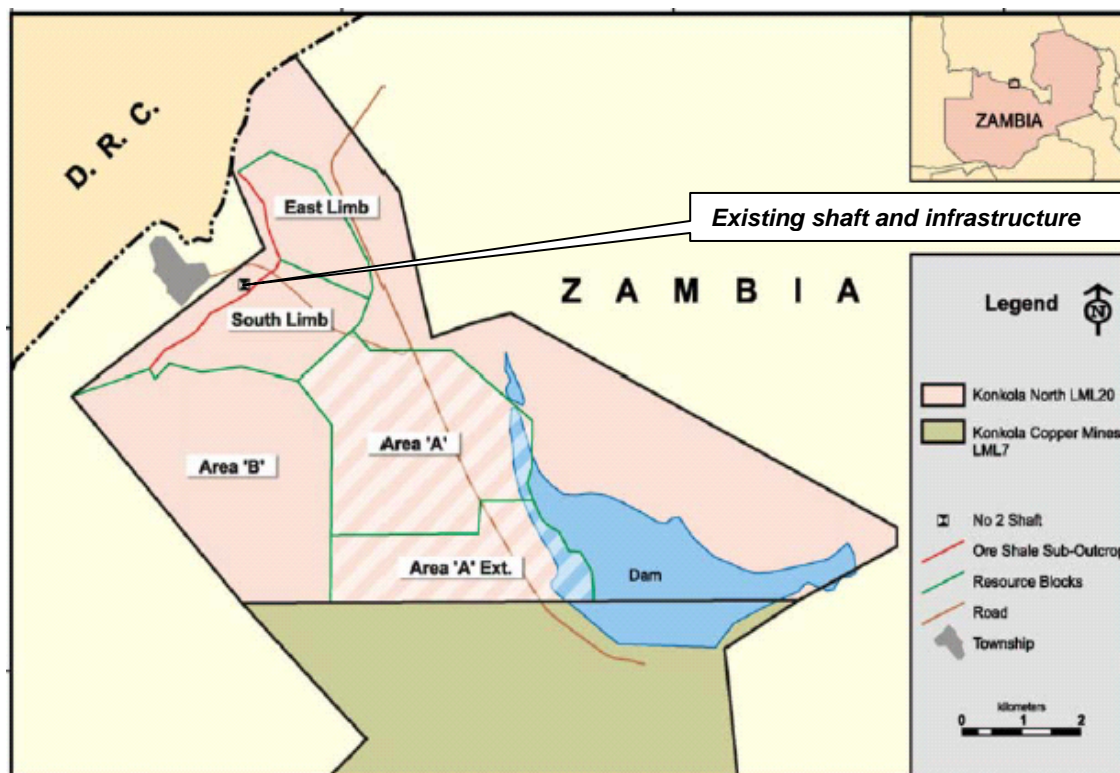 D. R. C.
ZAMBIA
East Limb
Existing shaft and infrastructure
Z A M B I A
South Limb
Legend
N
Konkola North LML20
Area 'A'
Konkola Copper Mines
LML7
Area 'B'
No 2 Shaft
Ore Shale Sub-Outcrop
Area 'A' Ext.
Dam
Resource Blocks
Road
Township
kilometers
0 1 2